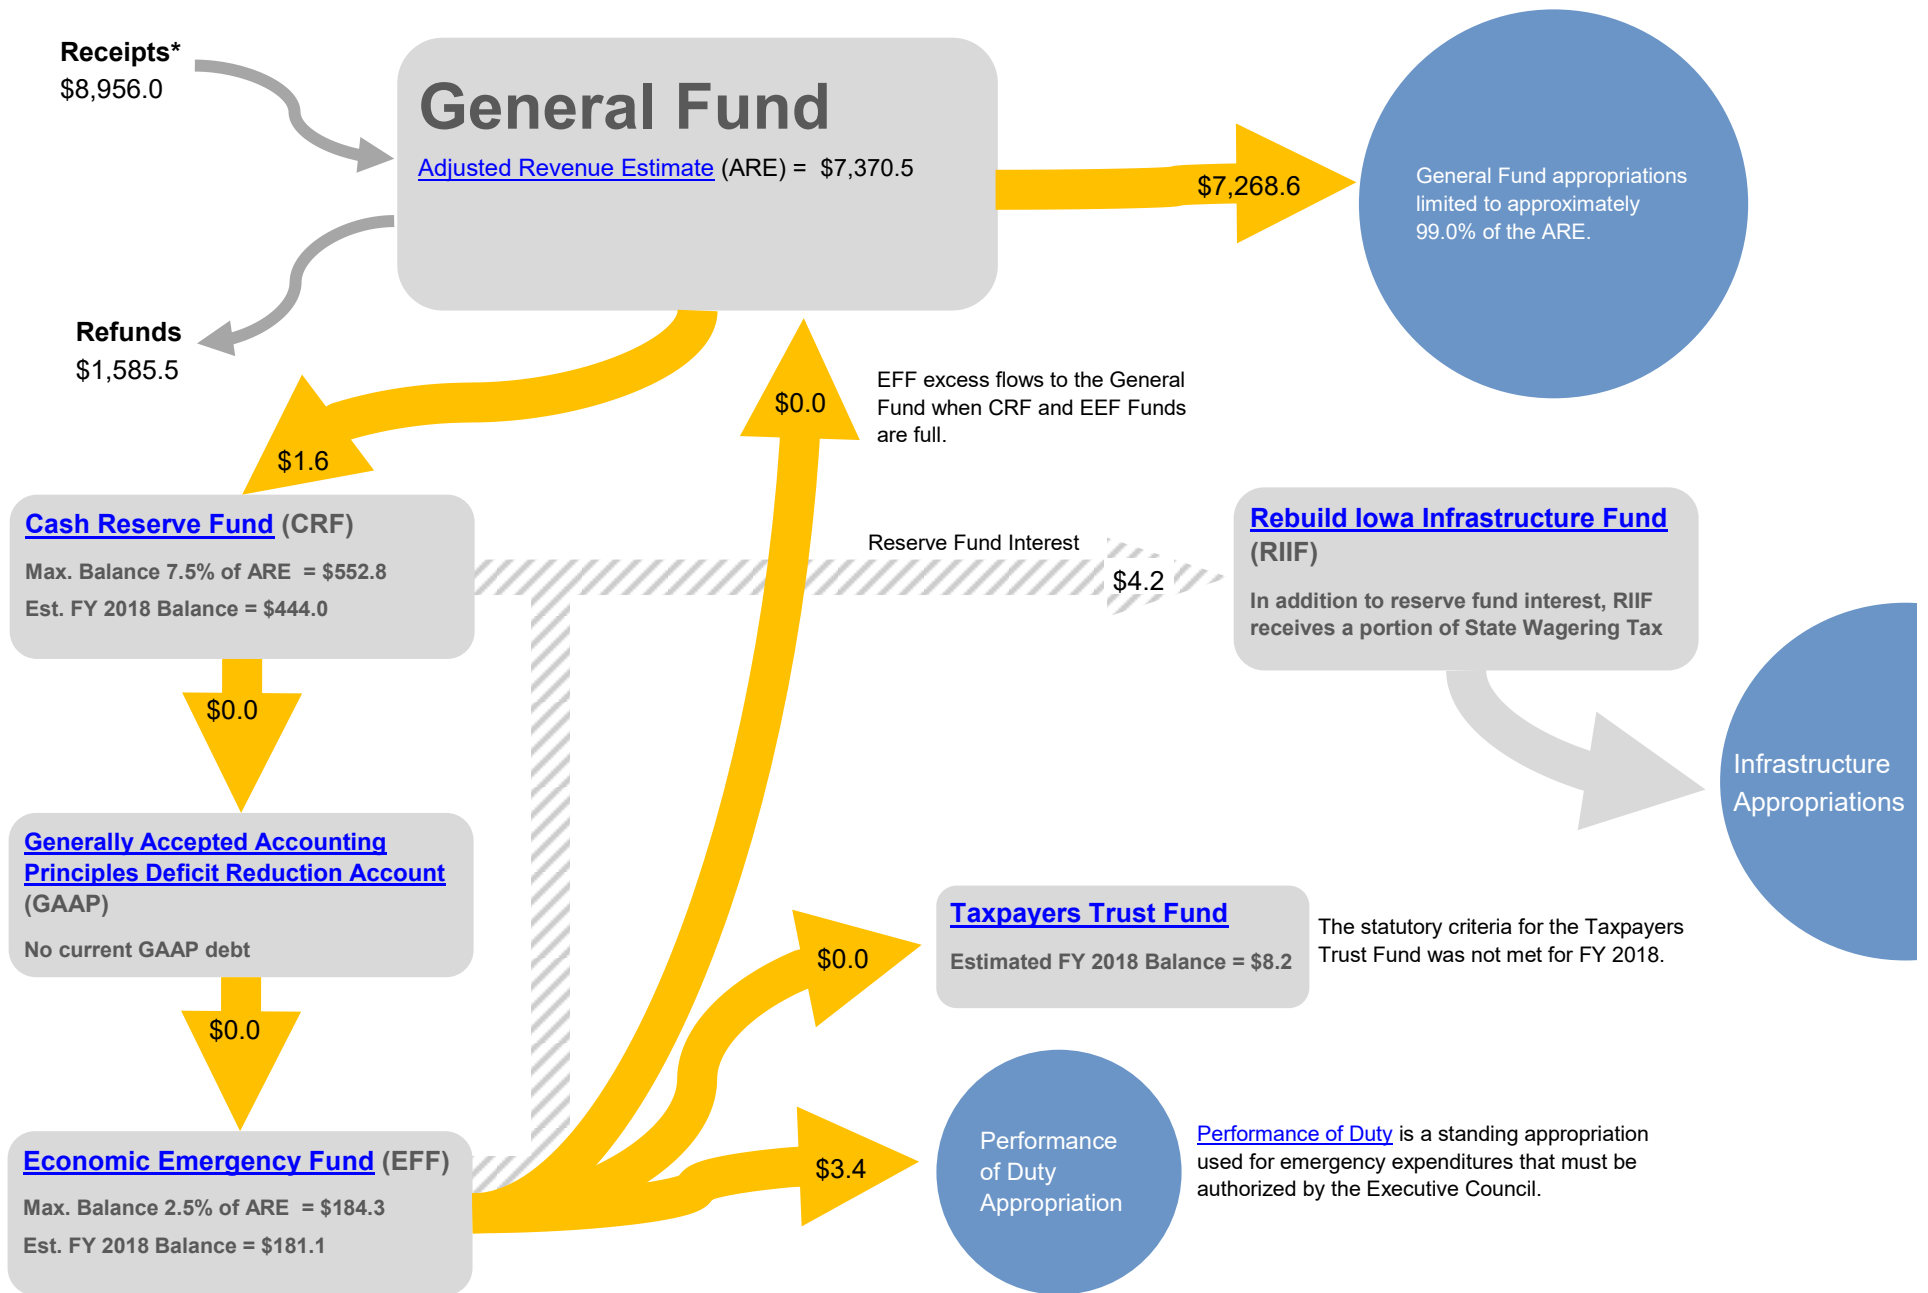 Receipts*
$8,956.0
General Fund
Adjusted Revenue Estimate (ARE) =  $7,370.5
$7,268.6
General Fund appropriations
limited to approximately
99.0% of the ARE.
Refunds
$1,585.5
$1.6
$0.0
EFF excess flows to the General
Fund when CRF and EEF Funds
are full.
Cash Reserve Fund (CRF)
Max. Balance 7.5% of ARE  = $552.8
Est. FY 2018 Balance = $444.0
Reserve Fund Interest
$4.2
Rebuild Iowa Infrastructure Fund
(RIIF)
In addition to reserve fund interest, RIIF
receives a portion of State Wagering Tax
$0.0
Infrastructure
Appropriations
Generally Accepted Accounting
Principles Deficit Reduction Account
(GAAP)
No current GAAP debt
$0.0
$0.0
Taxpayers Trust Fund
Estimated FY 2018 Balance = $8.2
The statutory criteria for the Taxpayers
Trust Fund was not met for FY 2018.
Economic Emergency Fund (EFF)
Max. Balance 2.5% of ARE  = $184.3
Est. FY 2018 Balance = $181.1
$3.4
Performance
of Duty
Appropriation
Performance of Duty is a standing appropriation
used for emergency expenditures that must be
authorized by the Executive Council.